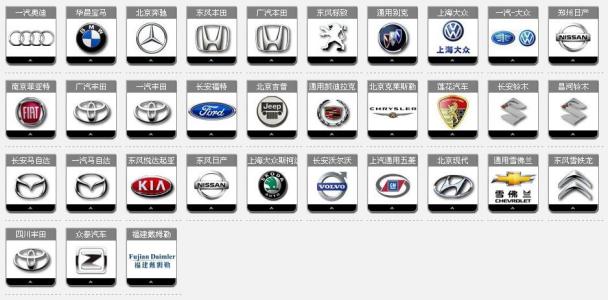 一汽奥迪 华晨宝马 北京奔驰 东风本田 广汽本田 东风标致 通用别克 上海大众 一汽-大众 郑州日产
BMW 上海大众 NISSAN
南京菲亚特 广汽丰田 一汽丰田 长安福特 北京吉普 通用凯迪拉克 北京克莱斯勒 莲花汽车 长安铃木 昌河铃木
FIAT Ford Jeep CHRYSLER
长安马自达 一汽马自达 东风悦达起亚 东风日产 上海大众斯柯达 长安沃尔沃 上汽通用五菱 北京现代 通用雪佛兰 东风雪铁龙
KIA NISSAN SKODA VOLVO 雪佛兰
CHEVROLET
四川丰田 众泰汽车 福建戴姆勒
Fujian Daimler
福建戴姆勒